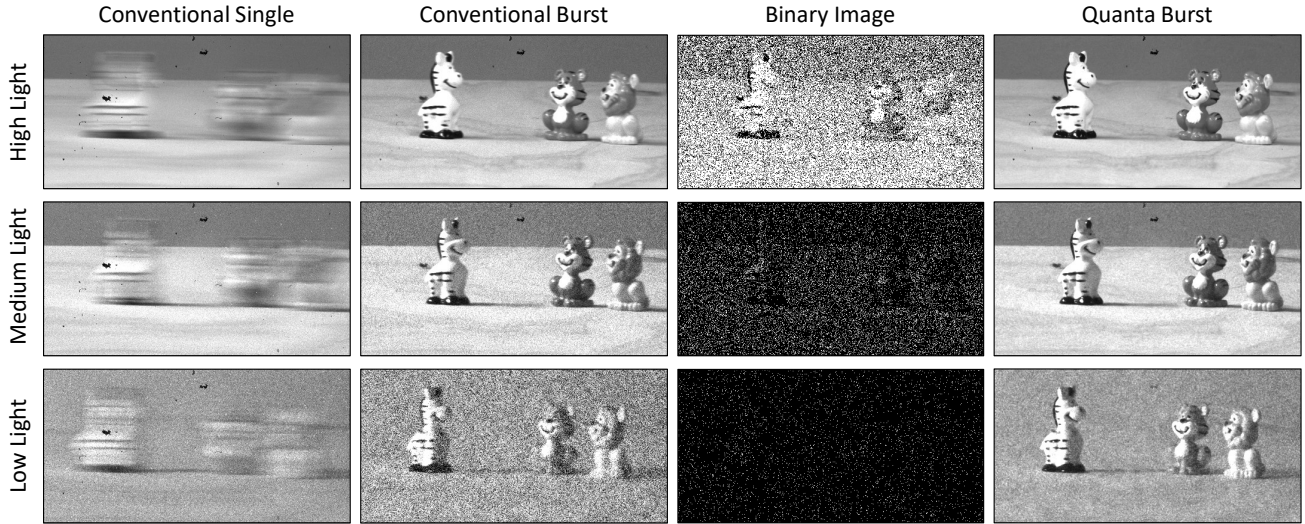 Conventional Single
Conventional Burst
Binary Image
Quanta Burst
High Light
Medium Light
Low Light